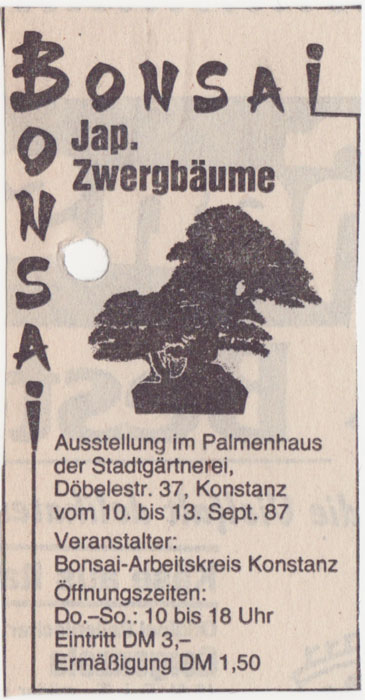 BONSAI
BONSAI
Jap.
Zwergbäume
Ausstellung im Palmenhaus
der Stadtgärtnerei,
Döbelestr. 37, Konstanz
vom 10. bis 13. Sept. 87
Veranstalter:
Bonsai-Arbeitskreis Konstanz
Öffnungszeiten:
Do.–So.: 10 bis 18 Uhr
Eintritt DM 3,–
Ermäßigung DM 1,50